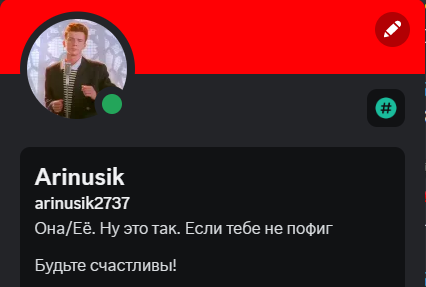 Arinusik
arinusik2737
Она/Её. Ну это так. Если тебе не пофиг
Будьте счастливы!